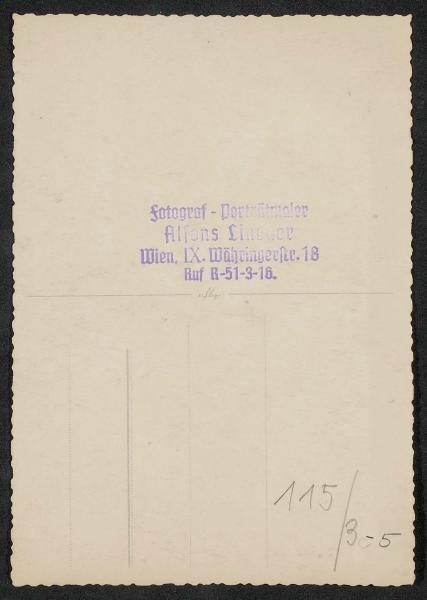 Fotograf - Porträtmaler
Alfons
Wien, IX. Währingerstr. 18
Ruf R-51-3-16.
115/3-5